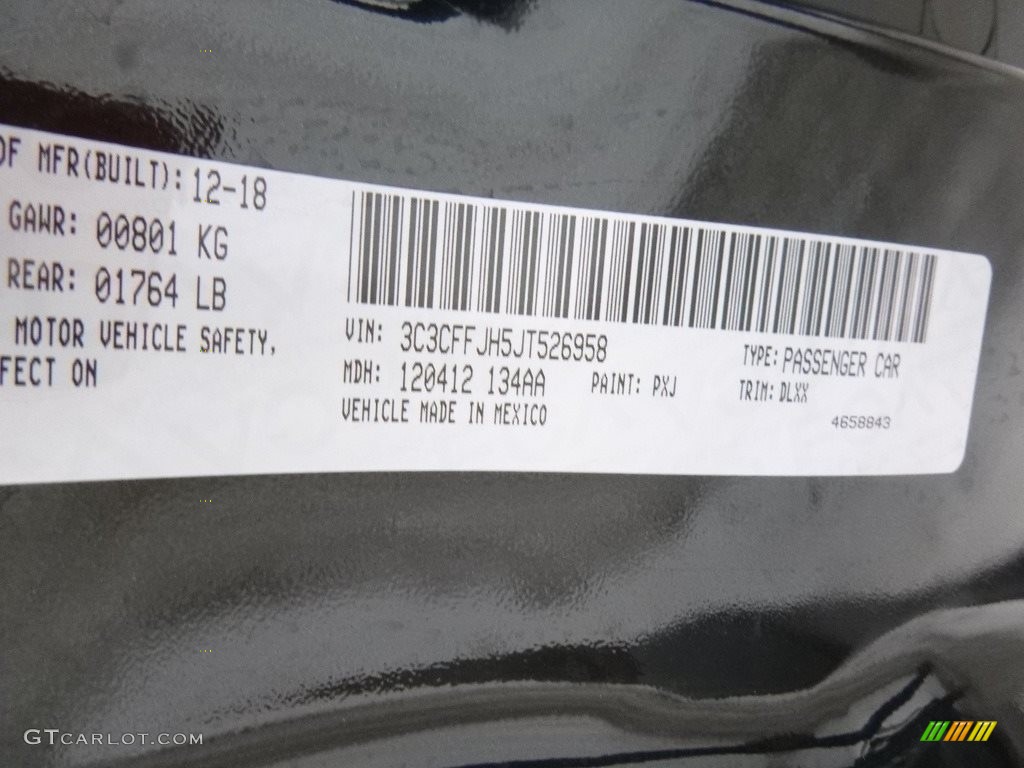 OF MFR(BUILT): 12-18
GAWR: 00801 KG
REAR: 01764 LB
MOTOR VEHICLE SAFETY,
FECT ON
VIN: 3C3CFFJH5JT526958
MDH: 120412 134AA PAINT: PXJ
VEHICLE MADE IN MEXICO
TYPE: PASSENGER CAR
TRIM: DLXX
4658843
GTCARLOT.COM